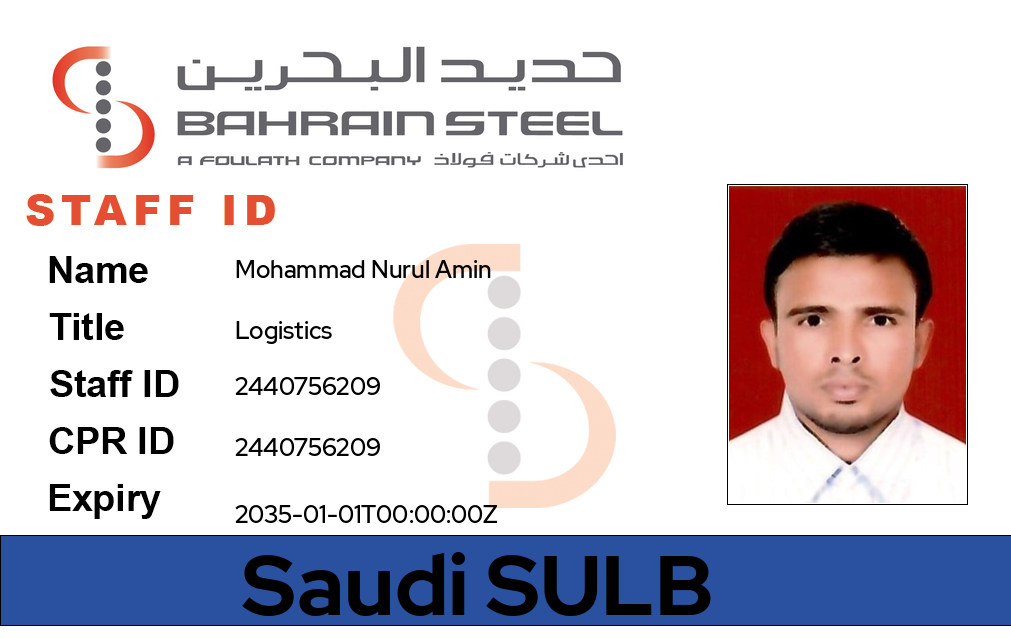 حديد البحرين
BAHRAIN STEEL
A FOULATH COMPANY احدى شركات فولاذ
STAFF ID
Name Mohammad Nurul Amin
Title Logistics
Staff ID 2440756209
CPR ID 2440756209
Expiry 2035-01-01T00:00:00Z
Saudi SULB